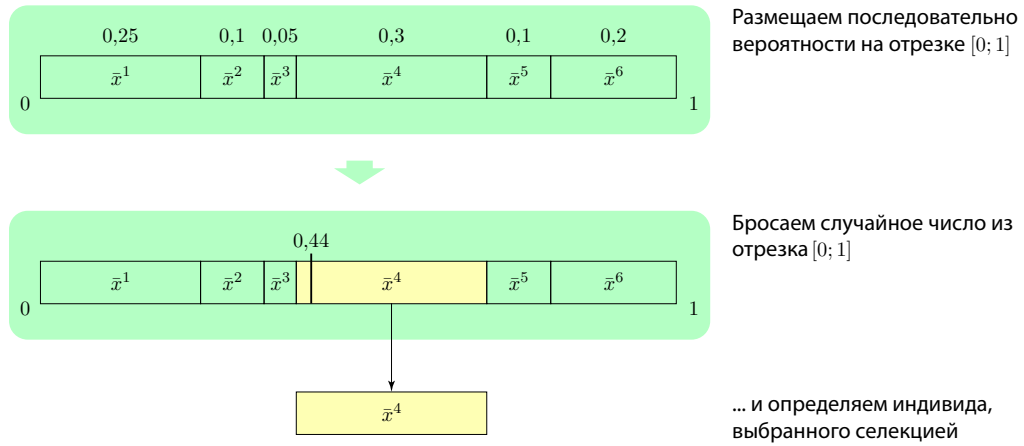 Размещаем последовательно
вероятности на отрезке [0; 1]
0,25 0,1 0,05 0,3 0,1 0,2
x̄¹ x̄² x̄³ x̄⁴ x̄⁵ x̄⁶
0 1
Бросаем случайное число из
отрезка [0; 1]
0,44
x̄¹ x̄² x̄³ x̄⁴ x̄⁵ x̄⁶
0 1
x̄⁴
... и определяем индивида,
выбранного селекцией